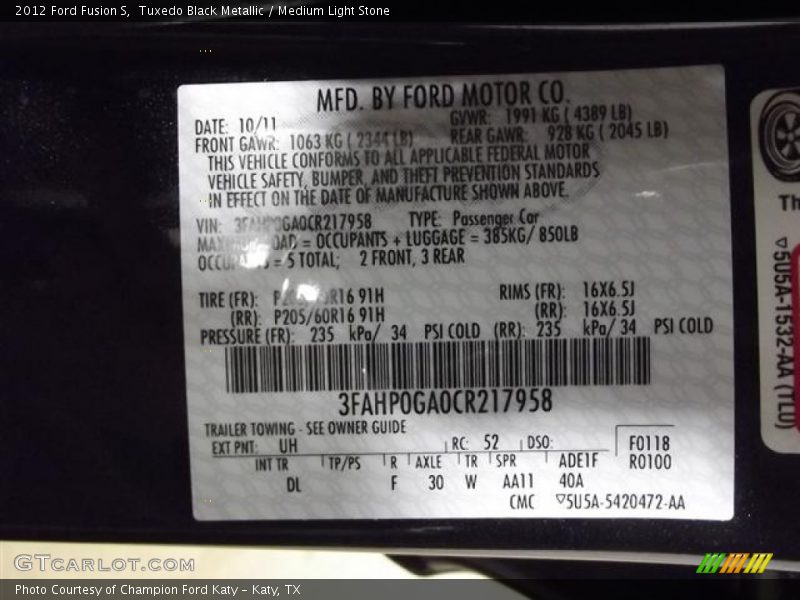 2012 Ford Fusion S, Tuxedo Black Metallic / Medium Light Stone
MFD. BY FORD MOTOR CO.
DATE: 10/11 GVWR: 1991 KG ( 4389 LB)
FRONT GAWR: 1063 KG ( 2344 LB) REAR GAWR: 928 KG ( 2045 LB)
THIS VEHICLE CONFORMS TO ALL APPLICABLE FEDERAL MOTOR
VEHICLE SAFETY, BUMPER, AND THEFT PREVENTION STANDARDS
IN EFFECT ON THE DATE OF MANUFACTURE SHOWN ABOVE.
VIN: 3FAHP0GA0CR217958 TYPE: Passenger Car
LOAD = OCCUPANTS + LUGGAGE = 385KG/ 850LB
= 5 TOTAL; 2 FRONT, 3 REAR
TIRE (FR): 91H RIMS (FR): 16X6.5J
(RR): P205/60R16 91H (RR): 16X6.5J
PRESSURE (FR): 235 kPa/ 34 PSI COLD (RR): 235 kPa/ 34 PSI COLD
3FAHP0GA0CR217958
TRAILER TOWING - SEE OWNER GUIDE
EXT PNT: UH RC: 52 DSO: F0118
INT TR TP/PS R AXLE TR SPR ADE1F R0100
DL F 30 W AA11 40A
CMC ▽5U5A-5420472-AA
Th
▽5U5A-1532-AA (TLU)
GTCARLOT.COM
Photo Courtesy of Champion Ford Katy – Katy, TX